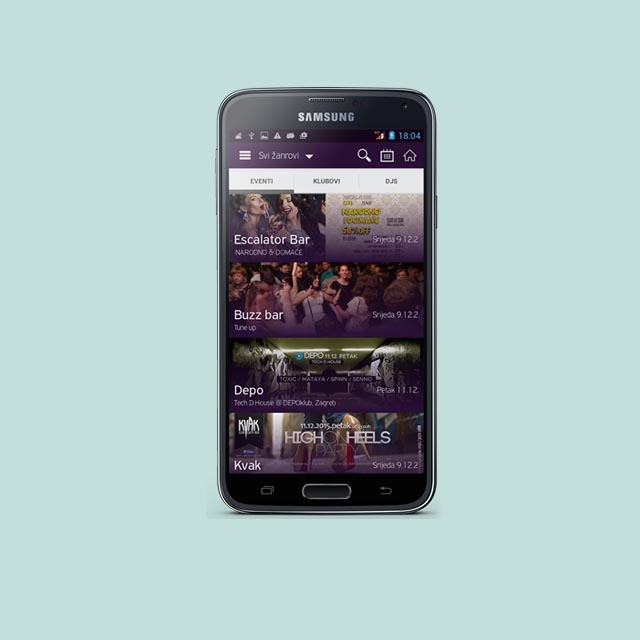 SAMSUNG
18:04
Svi žanrovi
EVENTI KLUBOVI DJS
NARODNO
50% OFF
Escalator Bar Srijeda 9.12.2
NARODNO & DOMAĆE
Buzz bar Srijeda 9.12.2
Tune up
DEPO 11.12. PETAK
TECH D HOUSE
TOXIC / MATAYA / SPINN / SENNO
Depo Petak 11.12.
Tech D House @ DEPOklub, Zagreb
11.12.2015.petak
KVAK
HIGH ON HEELS
PARTY
Kvak Srijeda 9.12.2